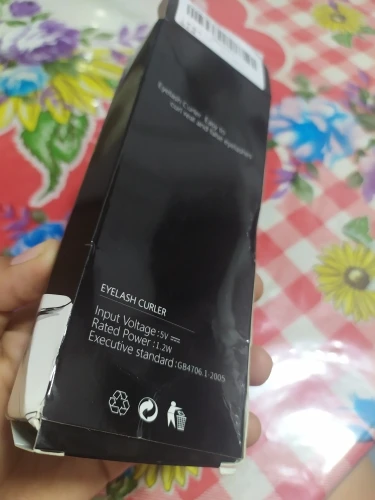 Eyelash Curler Easy to
curl real and false eyelashes
EYELASH CURLER
Input Voltage:5V⎓
Rated Power:1.2W
Executive standard:GB4706.1-2005